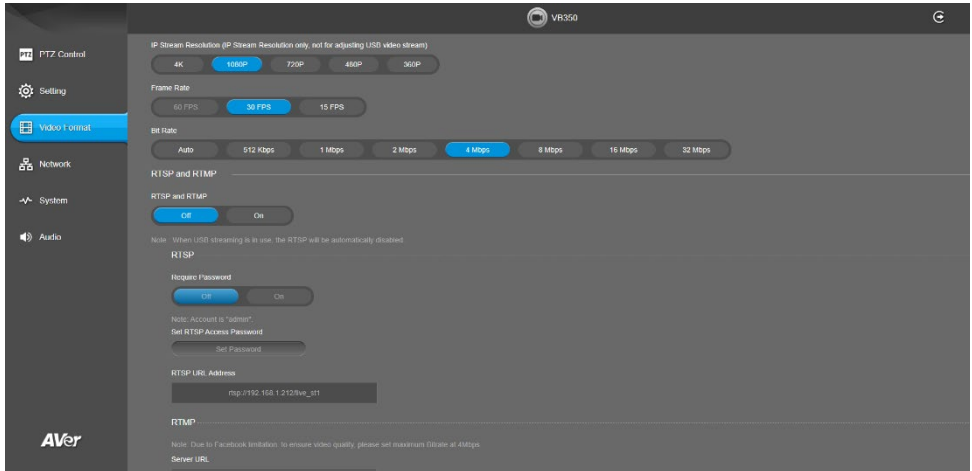 VB350
PTZ PTZ Control
Setting
Video Format
Network
System
Audio
AVer
IP Stream Resolution (IP Stream Resolution only, not for adjusting USB video stream)
4K 1080P 720P 480P 360P
Frame Rate
60 FPS 30 FPS 15 FPS
Bit Rate
Auto 512 Kbps 1 Mbps 2 Mbps 4 Mbps 8 Mbps 16 Mbps 32 Mbps
RTSP and RTMP
RTSP and RTMP
Off On
Note : When USB streaming is in use, the RTSP will be automatically disabled.
RTSP
Require Password
Off On
Note: Account is "admin".
Set RTSP Access Password
Set Password
RTSP URL Address
rtsp://192.168.1.212/live_st1
RTMP
Note: Due to Facebook limitation, to ensure video quality, please set maximum Bitrate at 4Mbps
Server URL